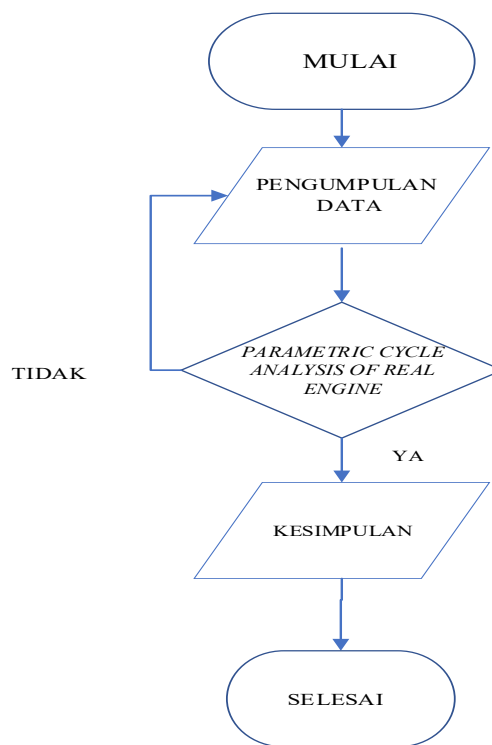 MULAI
PENGUMPULAN
DATA
PARAMETRIC CYCLE
ANALYSIS OF REAL
ENGINE
TIDAK
YA
KESIMPULAN
SELESAI